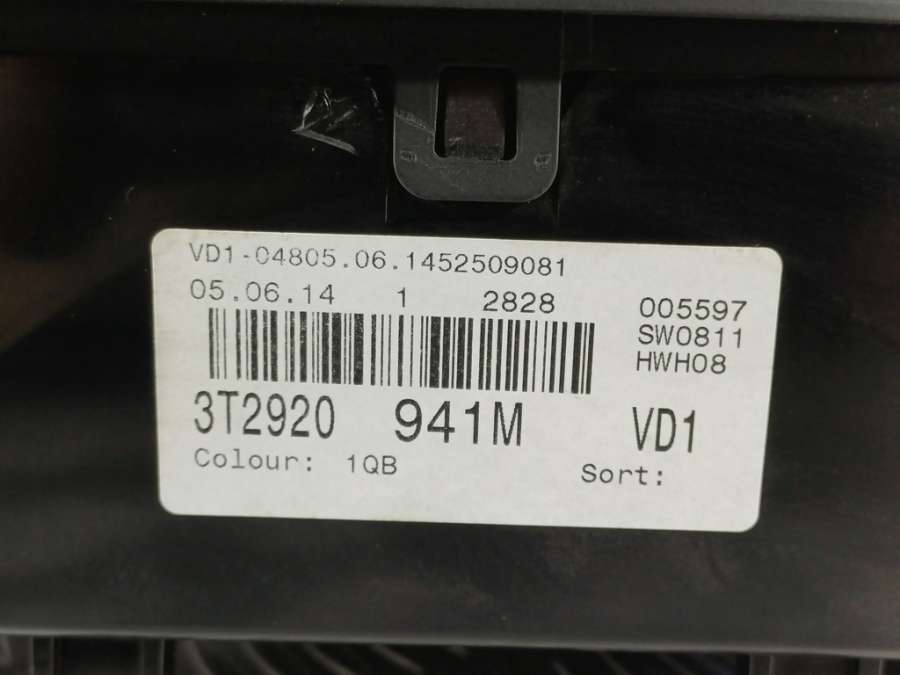 VD1-04805.06.1452509081
05.06.14 1 2828 005597
SW0811
HWH08
3T2920 941M VD1
Colour: 1QB Sort: